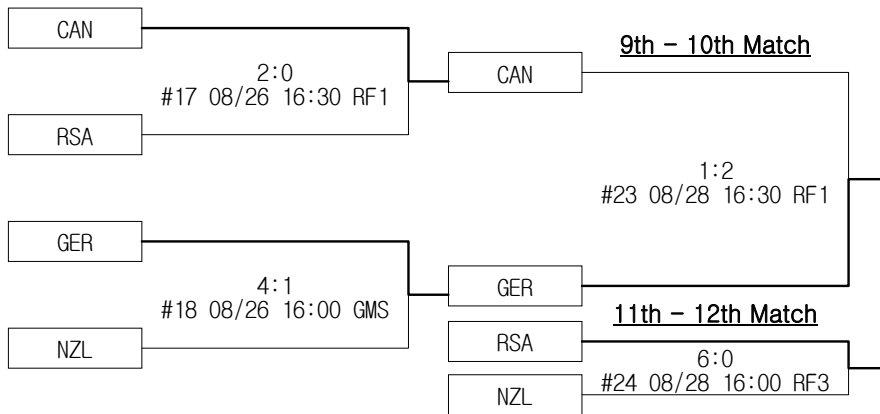 CAN
2:0
#17 08/26 16:30 RF1
RSA
GER
4:1
#18 08/26 16:00 GMS
NZL
9th - 10th Match
CAN
1:2
#23 08/28 16:30 RF1
GER
11th - 12th Match
RSA
6:0
#24 08/28 16:00 RF3
NZL